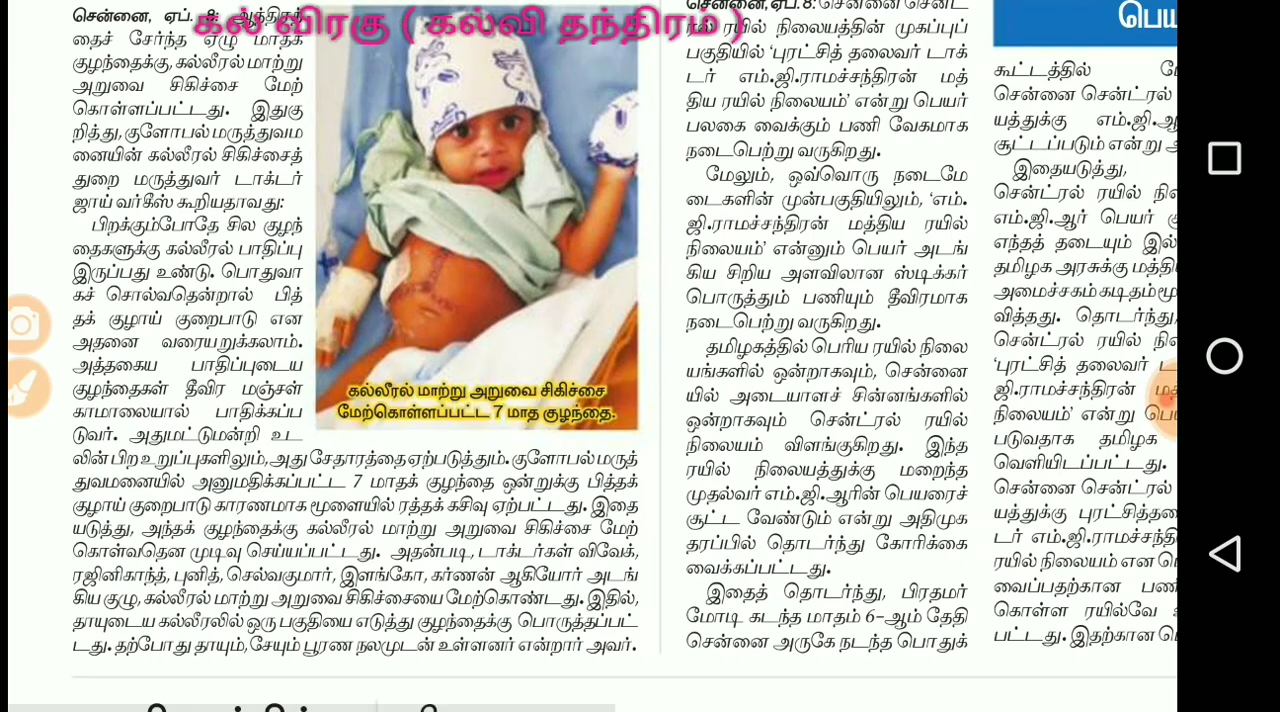 கல் விரகு ( கல்வி தந்திரம் )
சென்னை, ஏப். 8: ஆந்திரத்
தைச் சேர்ந்த ஏழு மாதக்
குழந்தைக்கு, கல்லீரல் மாற்று
அறுவை சிகிச்சை மேற்
கொள்ளப்பட்டது. இதுகு
றித்து, குளோபல் மருத்துவம
னையின் கல்லீரல் சிகிச்சைத்
துறை மருத்துவர் டாக்டர்
ஜாய் வர்கீஸ் கூறியதாவது:
பிறக்கும்போதே சில குழந்
தைகளுக்கு கல்லீரல் பாதிப்பு
இருப்பது உண்டு. பொதுவா
கச் சொல்வதென்றால் பித்
தக் குழாய் குறைபாடு என
அதனை வரையறுக்கலாம்.
அத்தகைய பாதிப்புடைய
குழந்தைகள் தீவிர மஞ்சள்
காமாலையால் பாதிக்கப்ப
டுவர். அதுமட்டுமன்றி உட
லின் பிற உறுப்புகளிலும், அது சேதாரத்தை ஏற்படுத்தும். குளோபல் மருத்
துவமனையில் அனுமதிக்கப்பட்ட 7 மாதக் குழந்தை ஒன்றுக்கு பித்தக்
குழாய் குறைபாடு காரணமாக மூளையில் ரத்தக் கசிவு ஏற்பட்டது. இதை
யடுத்து, அந்தக் குழந்தைக்கு கல்லீரல் மாற்று அறுவை சிகிச்சை மேற்
கொள்வதென முடிவு செய்யப்பட்டது. அதன்படி, டாக்டர்கள் விவேக்,
ரஜினிகாந்த், புனித், செல்வகுமார், இளங்கோ, கர்ணன் ஆகியோர் அடங்
கிய குழு, கல்லீரல் மாற்று அறுவை சிகிச்சையை மேற்கொண்டது. இதில்,
தாயுடைய கல்லீரலில் ஒரு பகுதியை எடுத்து குழந்தைக்கு பொருத்தப்பட்
டது. தற்போது தாயும், சேயும் பூரண நலமுடன் உள்ளனர் என்றார் அவர்.
கல்லீரல் மாற்று அறுவை சிகிச்சை
மேற்கொள்ளப்பட்ட 7 மாத குழந்தை.
சென்னை, ஏப். 8: சென்னை சென்ட்
ரல் ரயில் நிலையத்தின் முகப்புப்
பகுதியில் 'புரட்சித் தலைவர் டாக்
டர் எம்.ஜி.ராமச்சந்திரன் மத்
திய ரயில் நிலையம்' என்று பெயர்
பலகை வைக்கும் பணி வேகமாக
நடைபெற்று வருகிறது.
மேலும், ஒவ்வொரு நடைமே
டைகளின் முன்பகுதியிலும், 'எம்.
ஜி.ராமச்சந்திரன் மத்திய ரயில்
நிலையம்' என்னும் பெயர் அடங்
கிய சிறிய அளவிலான ஸ்டிக்கர்
பொருத்தும் பணியும் தீவிரமாக
நடைபெற்று வருகிறது.
தமிழகத்தில் பெரிய ரயில் நிலை
யங்களில் ஒன்றாகவும், சென்னை
யில் அடையாளச் சின்னங்களில்
ஒன்றாகவும் சென்ட்ரல் ரயில்
நிலையம் விளங்குகிறது. இந்த
ரயில் நிலையத்துக்கு மறைந்த
முதல்வர் எம்.ஜி.ஆரின் பெயரைச்
சூட்ட வேண்டும் என்று அதிமுக
தரப்பில் தொடர்ந்து கோரிக்கை
வைக்கப்பட்டது.
இதைத் தொடர்ந்து, பிரதமர்
மோடி கடந்த மாதம் 6-ஆம் தேதி
சென்னை அருகே நடந்த பொதுக்
பெய
கூட்டத்தில்
சென்னை சென்ட்ரல்
யத்துக்கு எம்.ஜி.ஆ
சூட்டப்படும் என்று
இதையடுத்து,
சென்ட்ரல் ரயில்
எம்.ஜி.ஆர் பெயர்
எந்தத் தடையும் இல்
தமிழக அரசுக்கு மத்தி
அமைச்சகம் கடிதம் மூ
வித்தது. தொடர்ந்து,
சென்ட்ரல் ரயில்
'புரட்சித் தலைவர்
ஜி.ராமச்சந்திரன்
நிலையம்' என்று
படுவதாக தமிழக
வெளியிடப்பட்டது.
சென்னை சென்ட்ரல்
யத்துக்கு புரட்சித்தலை
டர் எம்.ஜி.ராமச்சந்தி
ரயில் நிலையம் என
வைப்பதற்கான பணி
கொள்ள ரயில்வே
பட்டது. இதற்கான